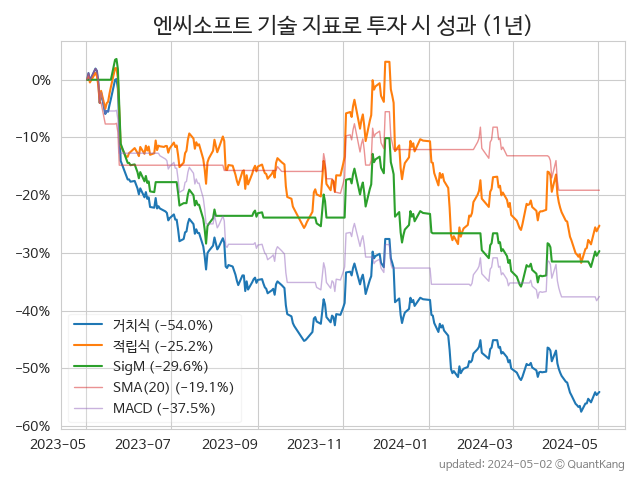 엔씨소프트 기술 지표로 투자 시 성과 (1년)
0%
−10%
−20%
−30%
−40%
−50%
−60%
거치식 (−54.0%)
적립식 (−25.2%)
SigM (−29.6%)
SMA(20) (−19.1%)
MACD (−37.5%)
2023-05 2023-07 2023-09 2023-11 2024-01 2024-03 2024-05
updated: 2024-05-02 © QuantKang